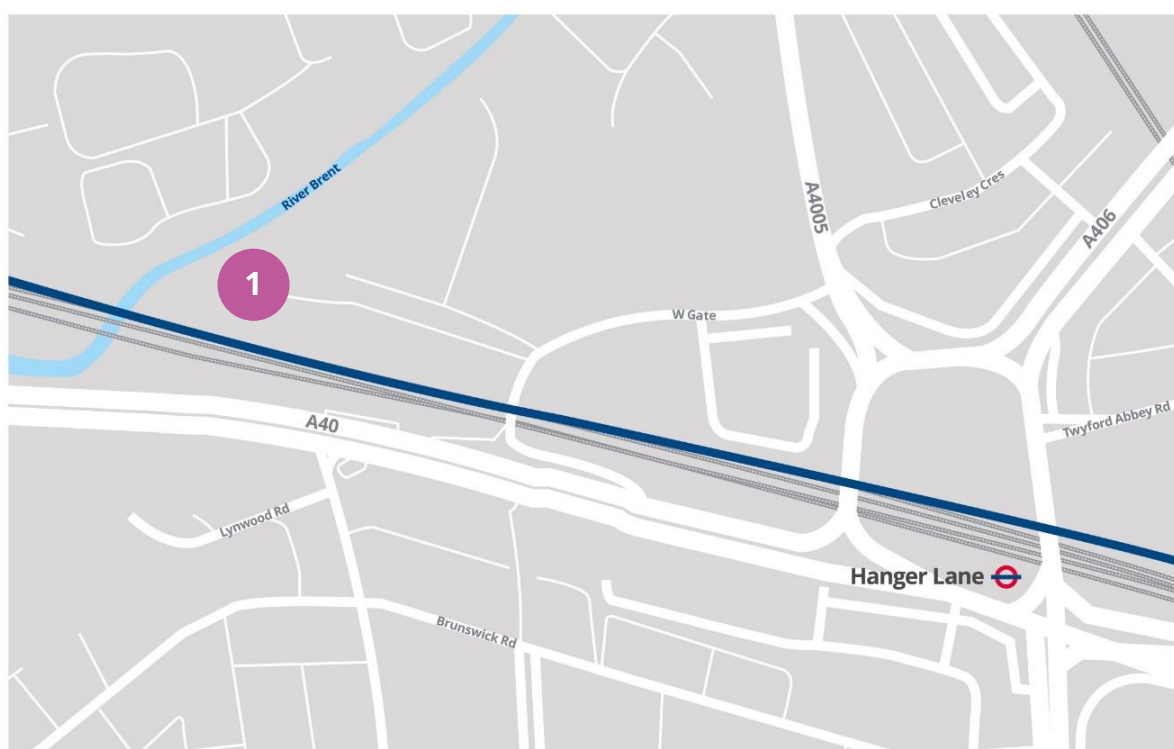 River Brent
A4005
Cleveley Cres
A406
1
W Gate
Twyford Abbey Rd
A40
Lynwood Rd
Hanger Lane
Brunswick Rd